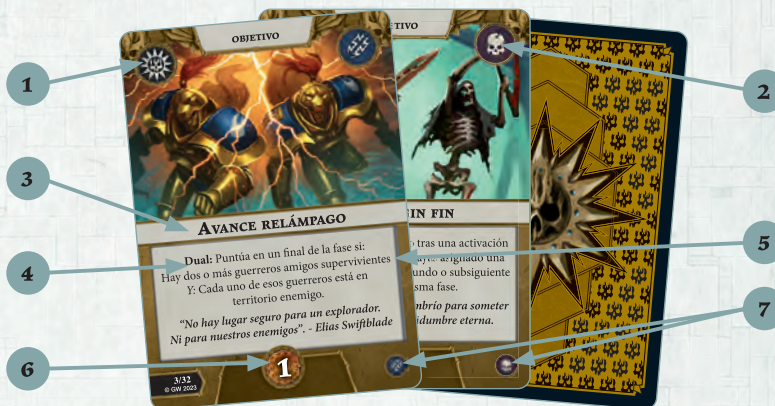 OBJETIVO
TIVO
1
2
3
AVANCE RELÁMPAGO
SIN FIN
Dual: Puntúa en un final de la fase si:
Hay dos o más guerreros amigos supervivientes
Y: Cada uno de esos guerreros está en
territorio enemigo.
“No hay lugar seguro para un explorador.
Ni para nuestros enemigos”. - Elias Swiftblade
o tras una activación
asignado una
undo o subsiguiente
sma fase.
mbrío para someter
idumbre eterna.
4
5
6
7
1
3/32
© GW 2023